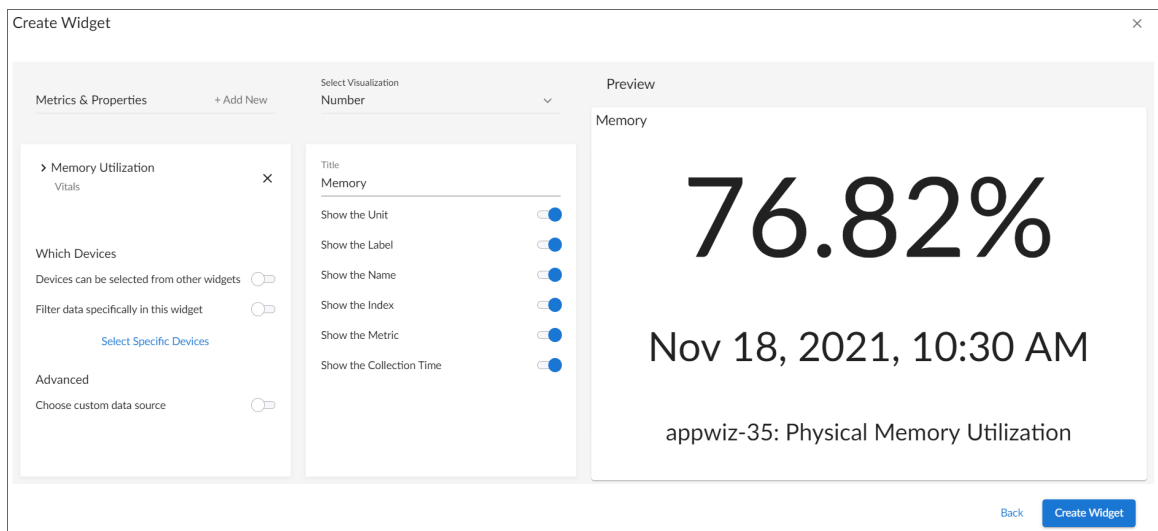 Create Widget
Metrics & Properties
+ Add New
Memory Utilization
Vitals
Which Devices
Devices can be selected from other widgets
Filter data specifically in this widget
Select Specific Devices
Advanced
Choose custom data source
Select Visualization
Number
Title
Memory
Show the Unit
Show the Label
Show the Name
Show the Index
Show the Metric
Show the Collection Time
Preview
Memory
76.82%
Nov 18, 2021, 10:30 AM
appwiz-35: Physical Memory Utilization
Back
Create Widget